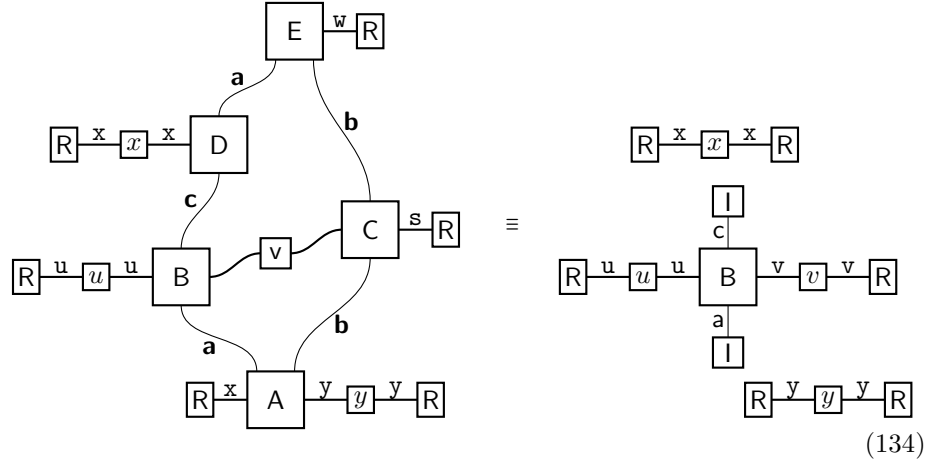 E w R
a
b
R x x x D
R x x x R
c
I
c
C s R
≡
v
R u u u B
R u u u B v v v R
a
b
a
I
R x A y y y R
R y y y R
(134)